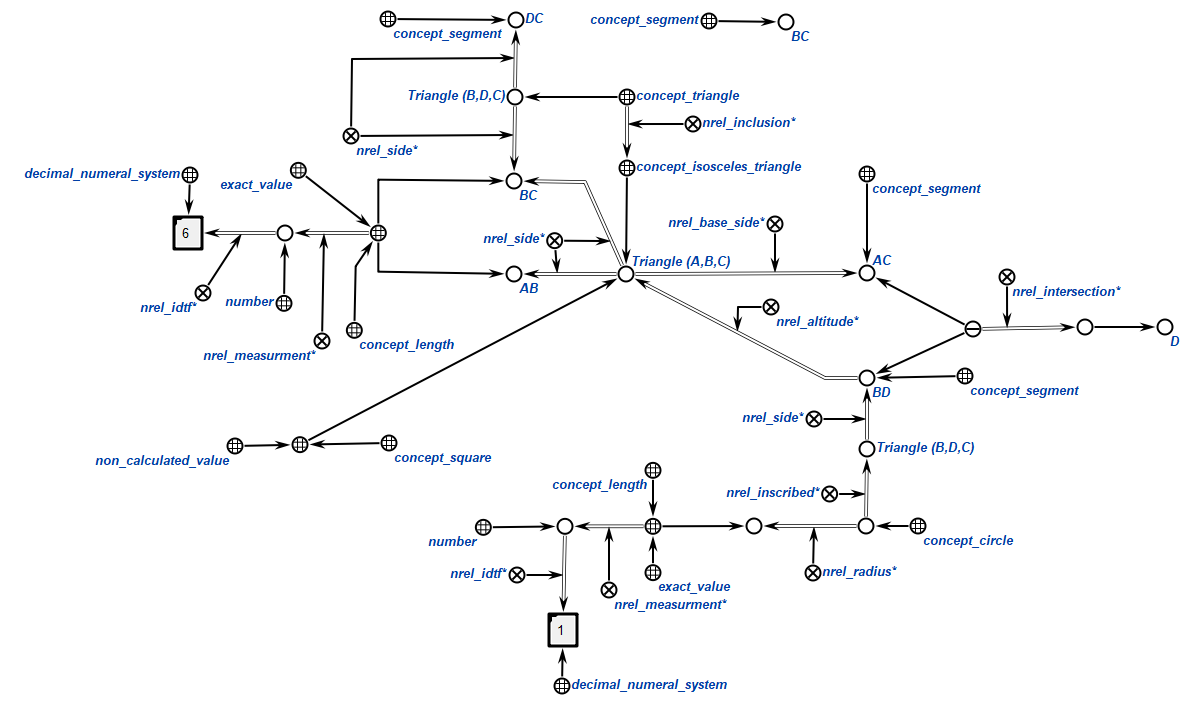 DC
concept_segment
concept_segment
BC
Triangle (B,D,C)
concept_triangle
nrel_inclusion*
nrel_side*
concept_isosceles_triangle
decimal_numeral_system
exact_value
BC
concept_segment
6
nrel_side*
nrel_base_side*
Triangle (A,B,C)
AC
AB
nrel_idtf*
number
nrel_measurment*
concept_length
nrel_altitude*
nrel_intersection*
D
BD
concept_segment
nrel_side*
Triangle (B,D,C)
non_calculated_value
concept_square
concept_length
nrel_inscribed*
number
concept_circle
nrel_idtf*
exact_value
nrel_radius*
nrel_measurment*
1
decimal_numeral_system